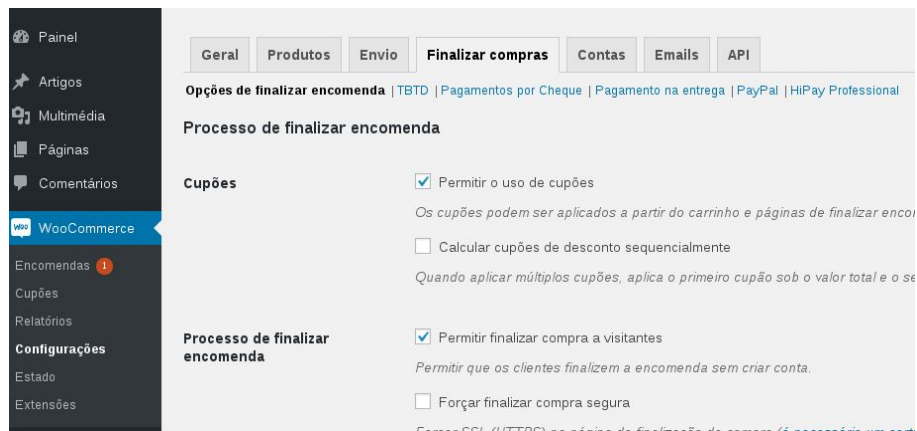 Painel
Artigos
Multimédia
Páginas
Comentários
Woo WooCommerce
Encomendas 1
Cupões
Relatórios
Configurações
Estado
Extensões
Geral Produtos Envio Finalizar compras Contas Emails API
Opções de finalizar encomenda | TBTD | Pagamentos por Cheque | Pagamento na entrega | PayPal | HiPay Professional
Processo de finalizar encomenda
Cupões
Permitir o uso de cupões
Os cupões podem ser aplicados a partir do carrinho e páginas de finalizar
Calcular cupões de desconto sequencialmente
Quando aplicar múltiplos cupões, aplica o primeiro cupão sob o valor total e o
Processo de finalizar
encomenda
Permitir finalizar compra a visitantes
Permitir que os clientes finalizem a encomenda sem criar conta.
Forçar finalizar compra segura